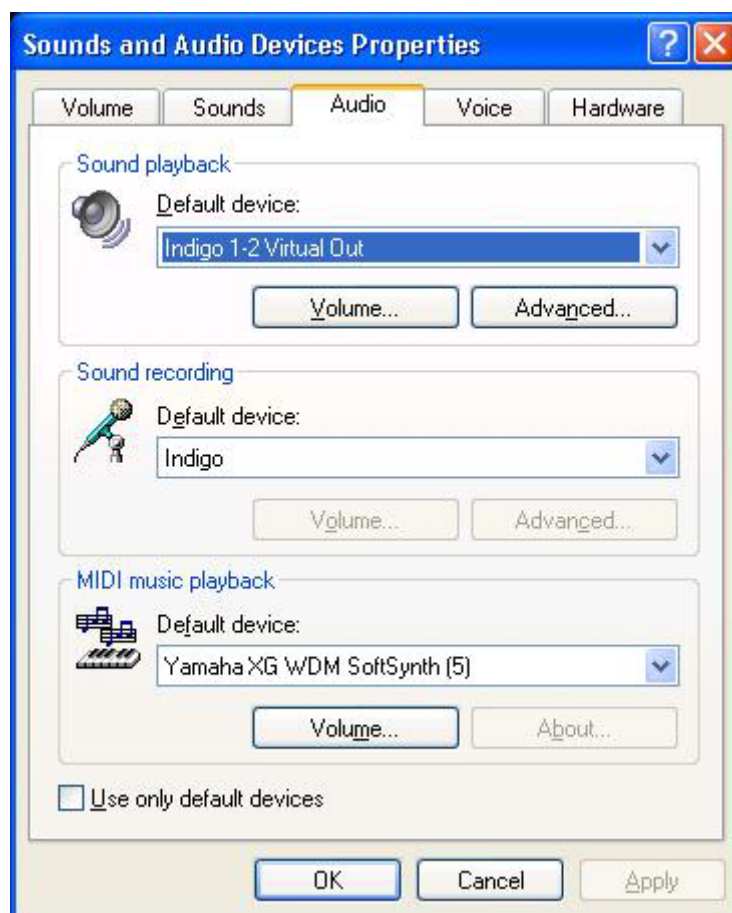 Sounds and Audio Devices Properties
Volume Sounds Audio Voice Hardware
Sound playback
Default device:
Indigo 1-2 Virtual Out
Volume... Advanced...
Sound recording
Default device:
Indigo
Volume... Advanced...
MIDI music playback
Default device:
Yamaha XG WDM SoftSynth (5)
Volume... About...
Use only default devices
OK Cancel Apply